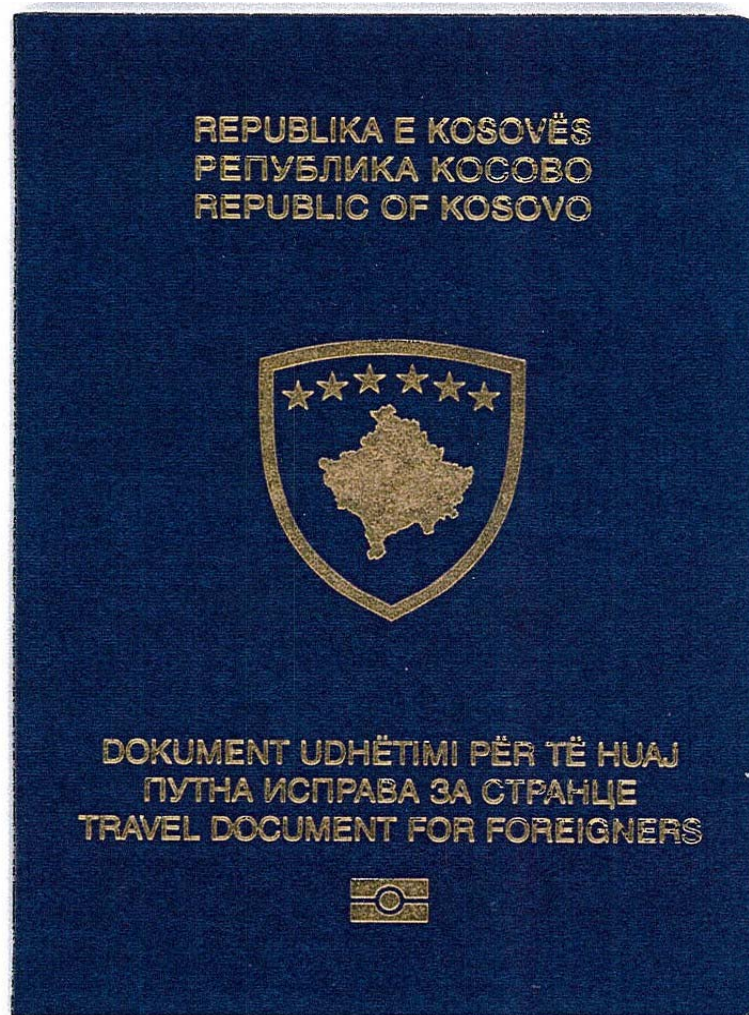 REPUBLIKA E KOSOVËS
РЕПУБЛИКА КОСОВО
REPUBLIC OF KOSOVO
DOKUMENT UDHËTIMI PËR TË HUAJ
ПУТНА ИСПРАВА ЗА СТРАНЦЕ
TRAVEL DOCUMENT FOR FOREIGNERS